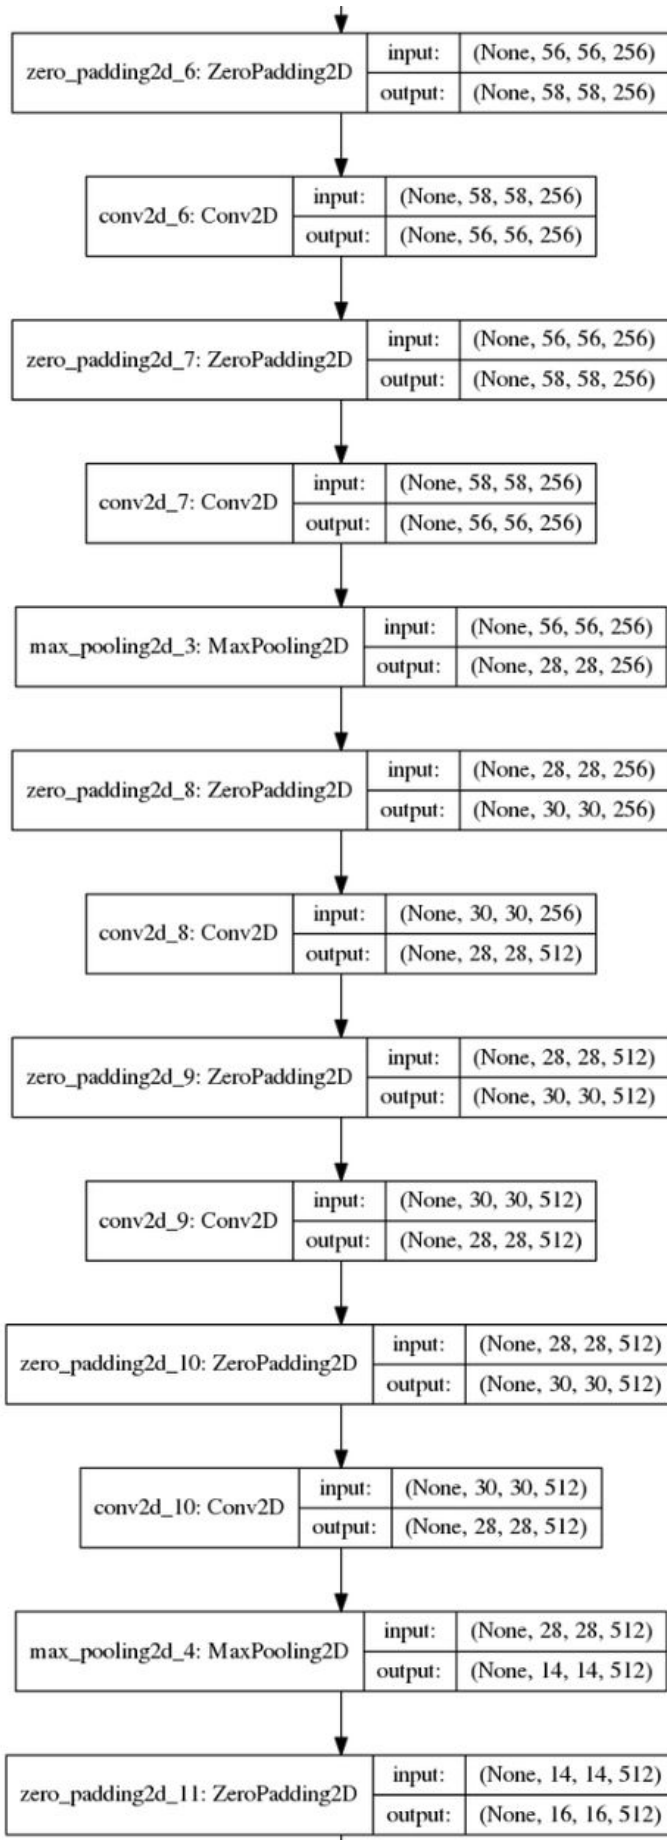 zero_padding2d_6: ZeroPadding2D
input: (None, 56, 56, 256)
output: (None, 58, 58, 256)
conv2d_6: Conv2D
input: (None, 58, 58, 256)
output: (None, 56, 56, 256)
zero_padding2d_7: ZeroPadding2D
input: (None, 56, 56, 256)
output: (None, 58, 58, 256)
conv2d_7: Conv2D
input: (None, 58, 58, 256)
output: (None, 56, 56, 256)
max_pooling2d_3: MaxPooling2D
input: (None, 56, 56, 256)
output: (None, 28, 28, 256)
zero_padding2d_8: ZeroPadding2D
input: (None, 28, 28, 256)
output: (None, 30, 30, 256)
conv2d_8: Conv2D
input: (None, 30, 30, 256)
output: (None, 28, 28, 512)
zero_padding2d_9: ZeroPadding2D
input: (None, 28, 28, 512)
output: (None, 30, 30, 512)
conv2d_9: Conv2D
input: (None, 30, 30, 512)
output: (None, 28, 28, 512)
zero_padding2d_10: ZeroPadding2D
input: (None, 28, 28, 512)
output: (None, 30, 30, 512)
conv2d_10: Conv2D
input: (None, 30, 30, 512)
output: (None, 28, 28, 512)
max_pooling2d_4: MaxPooling2D
input: (None, 28, 28, 512)
output: (None, 14, 14, 512)
zero_padding2d_11: ZeroPadding2D
input: (None, 14, 14, 512)
output: (None, 16, 16, 512)